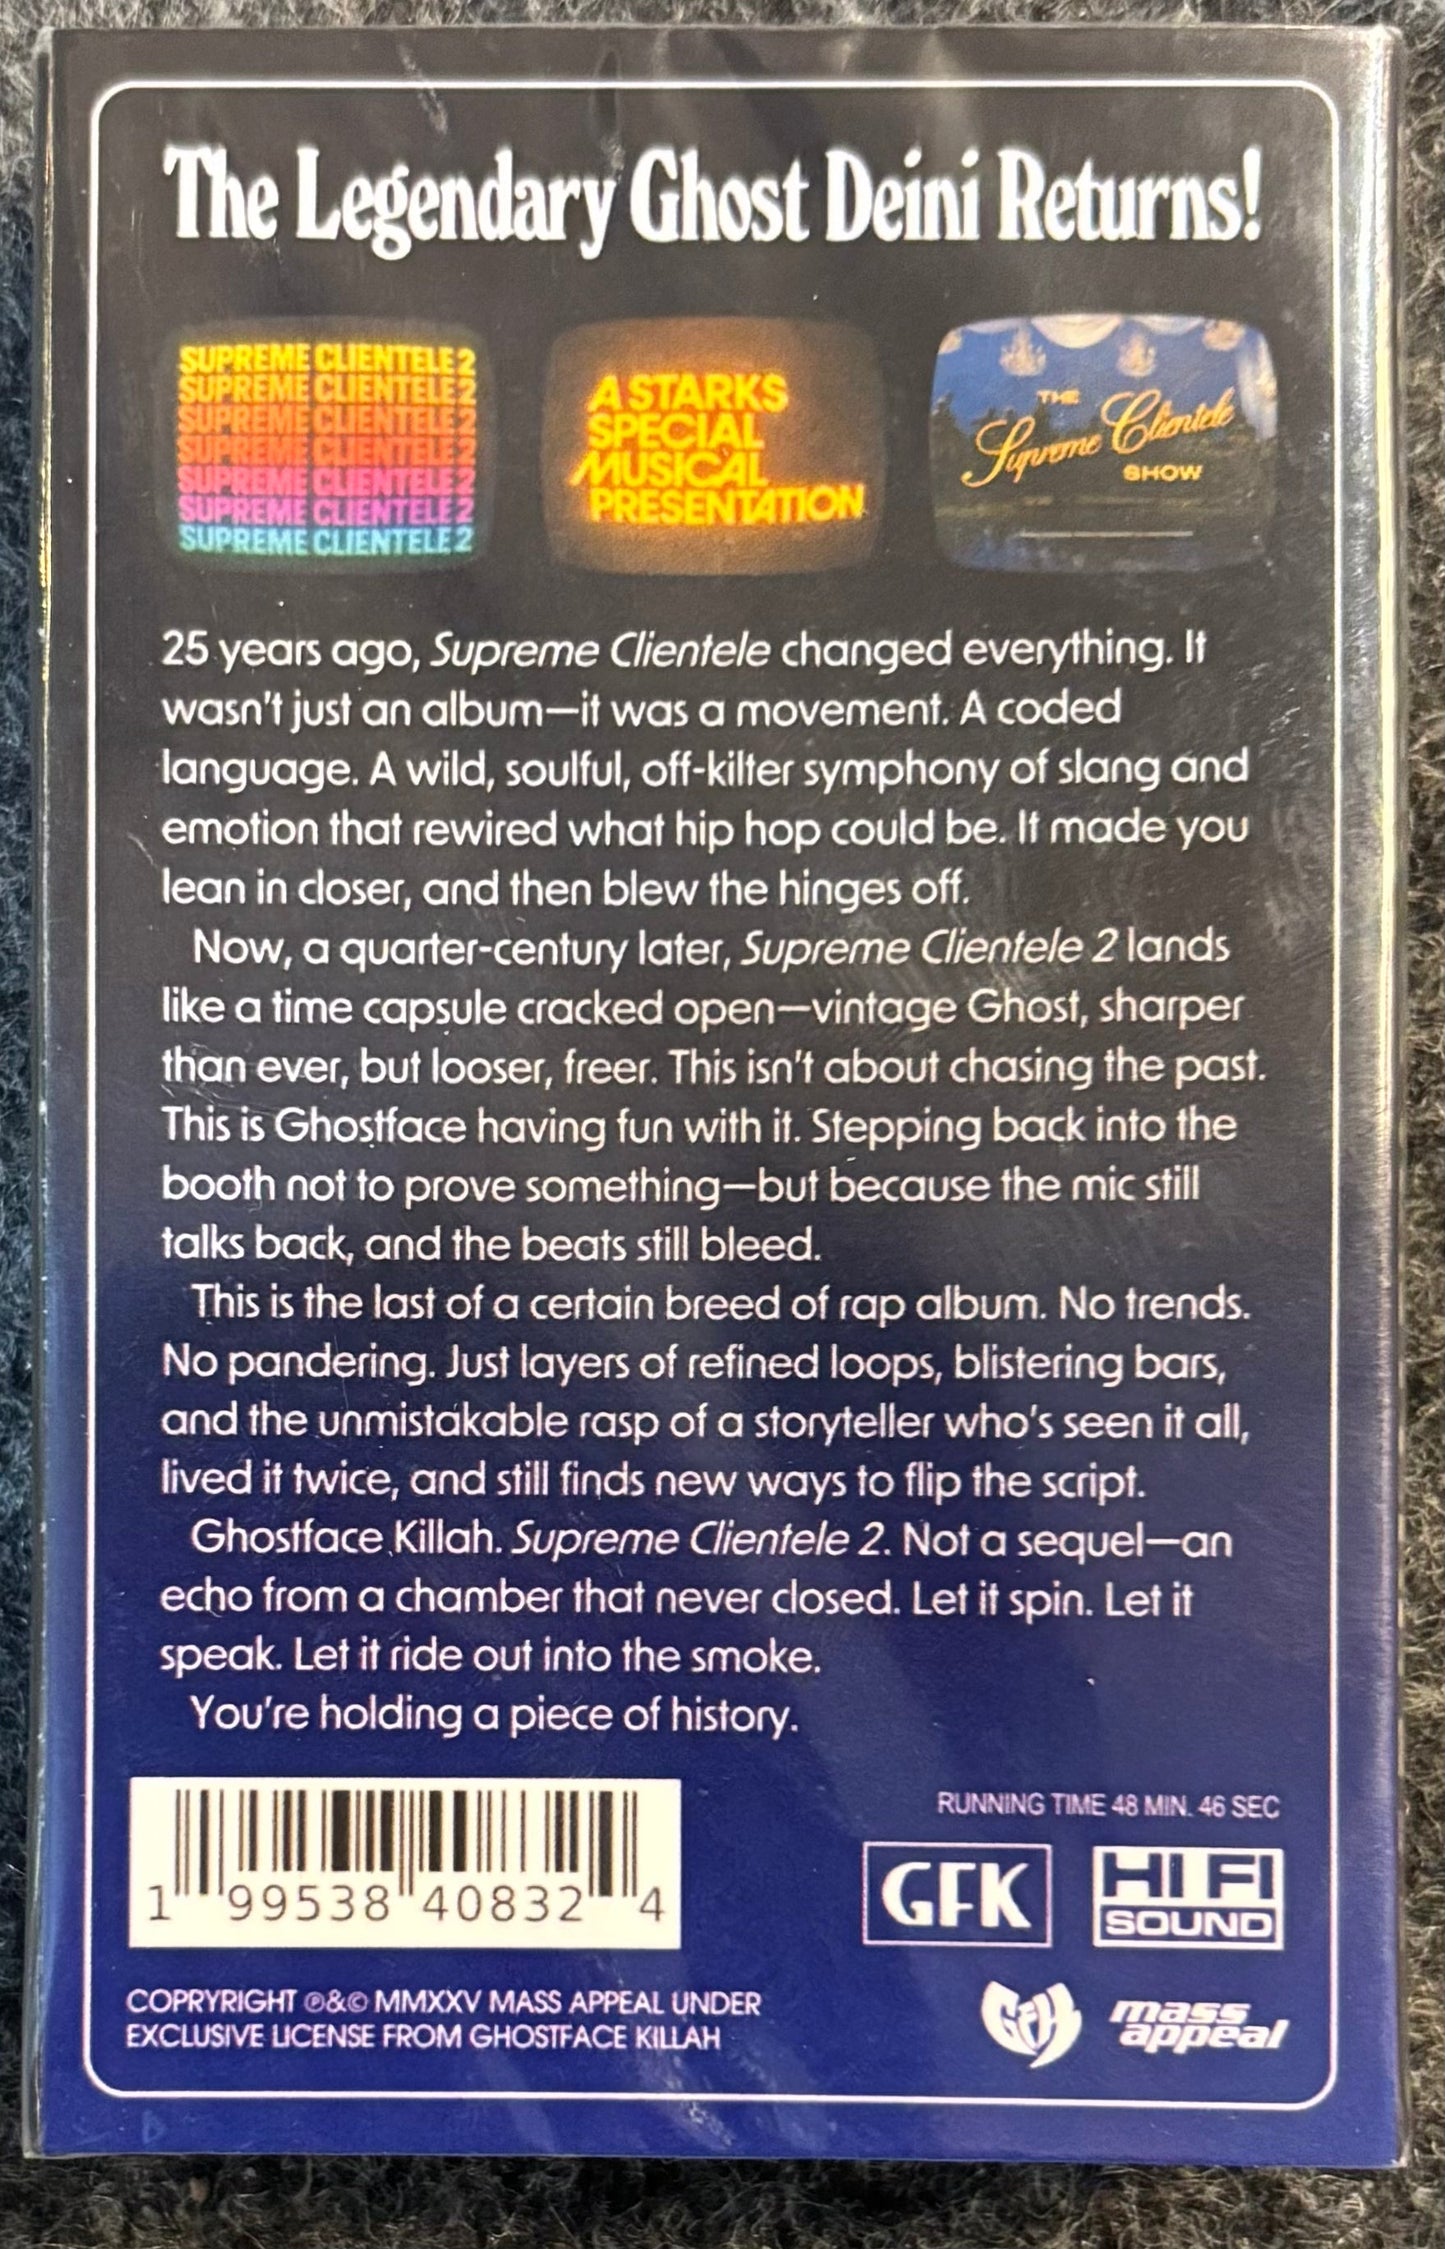 The Legendary Ghost Deini Returns!
SUPREME CLIENTELE 2
SUPREME CLIENTELE 2
SUPREME CLIENTELE 2
SUPREME CLIENTELE 2
SUPREME CLIENTELE 2
SUPREME CLIENTELE 2
SUPREME CLIENTELE 2
A STARKS
SPECIAL
MUSICAL
PRESENTATION
THE
Supreme Clientele
SHOW
25 years ago, Supreme Clientele changed everything. It
wasn't just an album—it was a movement. A coded
language. A wild, soulful, off-kilter symphony of slang and
emotion that rewired what hip hop could be. It made you
lean in closer, and then blew the hinges off.
Now, a quarter-century later, Supreme Clientele 2 lands
like a time capsule cracked open—vintage Ghost, sharper
than ever, but looser, freer. This isn't about chasing the past.
This is Ghostface having fun with it. Stepping back into the
booth not to prove something—but because the mic still
talks back, and the beats still bleed.
This is the last of a certain breed of rap album. No trends.
No pandering. Just layers of refined loops, blistering bars,
and the unmistakable rasp of a storyteller who's seen it all,
lived it twice, and still finds new ways to flip the script.
Ghostface Killah. Supreme Clientele 2. Not a sequel—an
echo from a chamber that never closed. Let it spin. Let it
speak. Let it ride out into the smoke.
You're holding a piece of history.
1 99538 40832 4
RUNNING TIME 48 MIN. 46 SEC
GFK
HI FI
SOUND
COPRYRIGHT ℗&© MMXXV MASS APPEAL UNDER
EXCLUSIVE LICENSE FROM GHOSTFACE KILLAH
GFK
mass
appeal